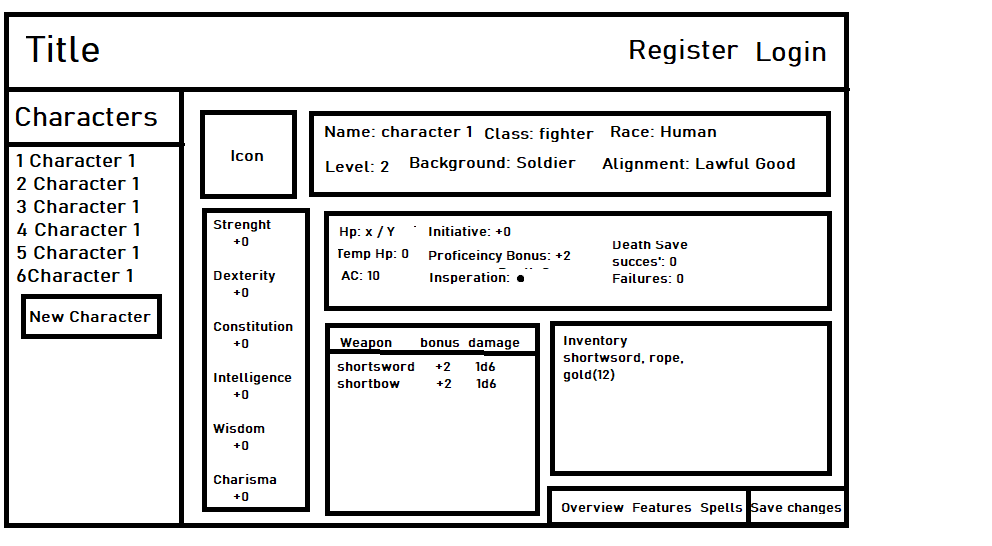 Title
Register Login
Characters
1 Character 1
2 Character 1
3 Character 1
4 Character 1
5 Character 1
6Character 1
New Character
Icon
Name: character 1 Class: fighter Race: Human
Level: 2 Background: Soldier Alignment: Lawful Good
Strenght
+0
Dexterity
+0
Constitution
+0
Intelligence
+0
Wisdom
+0
Charisma
+0
Hp: x / Y Initiative: +0
Temp Hp: 0 Proficeincy Bonus: +2
AC: 10 Insperation:
Death Save
succes': 0
Failures: 0
Weapon bonus damage
shortsword +2 1d6
shortbow +2 1d6
Inventory
shortwsord, rope,
gold(12)
Overview Features Spells Save changes